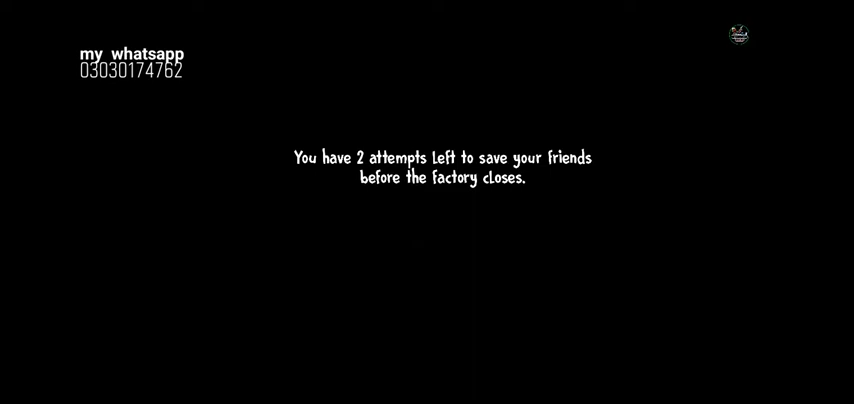 my whatsapp
03030174762
You have 2 attempts left to save your friends
before the factory closes.